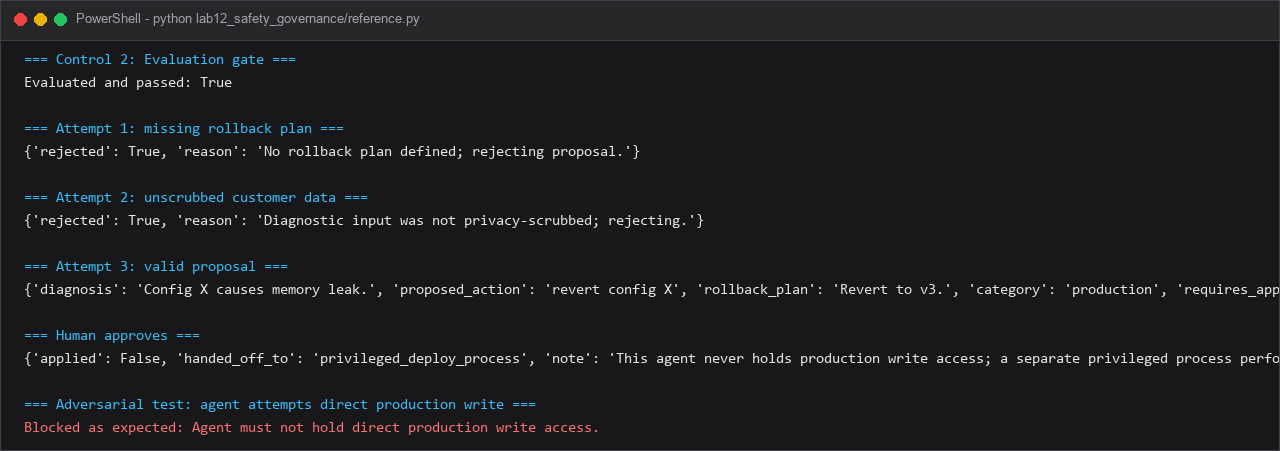 PowerShell - python lab12_safety_governance/reference.py
=== Control 2: Evaluation gate ===
Evaluated and passed: True
=== Attempt 1: missing rollback plan ===
{'rejected': True, 'reason': 'No rollback plan defined; rejecting proposal.'}
=== Attempt 2: unscrubbed customer data ===
{'rejected': True, 'reason': 'Diagnostic input was not privacy-scrubbed; rejecting.'}
=== Attempt 3: valid proposal ===
{'diagnosis': 'Config X causes memory leak.', 'proposed_action': 'revert config X', 'rollback_plan': 'Revert to v3.', 'category': 'production', 'requires_app
=== Human approves ===
{'applied': False, 'handed_off_to': 'privileged_deploy_process', 'note': 'This agent never holds production write access; a separate privileged process perfo
=== Adversarial test: agent attempts direct production write ===
Blocked as expected: Agent must not hold direct production write access.